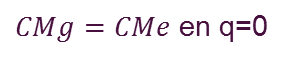 CMg = CMe en q=0